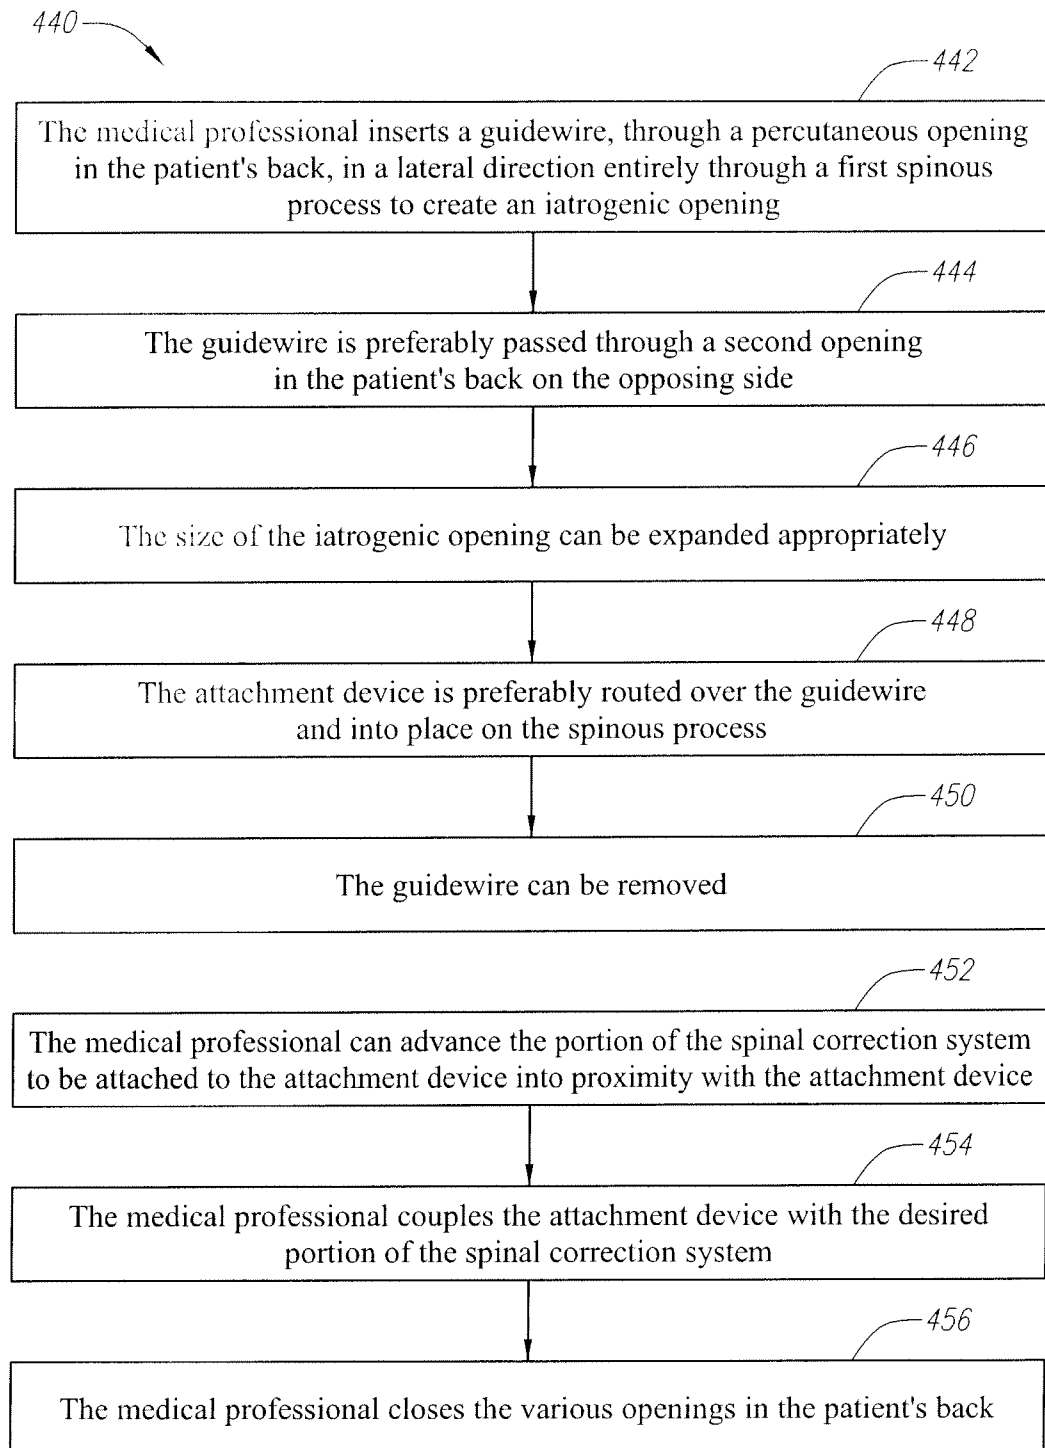 440
442
The medical professional inserts a guidewire, through a percutaneous opening
in the patient's back, in a lateral direction entirely through a first spinous
process to create an iatrogenic opening
444
The guidewire is preferably passed through a second opening
in the patient's back on the opposing side
446
The size of the iatrogenic opening can be expanded appropriately
448
The attachment device is preferably routed over the guidewire
and into place on the spinous process
450
The guidewire can be removed
452
The medical professional can advance the portion of the spinal correction system
to be attached to the attachment device into proximity with the attachment device
454
The medical professional couples the attachment device with the desired
portion of the spinal correction system
456
The medical professional closes the various openings in the patient's back